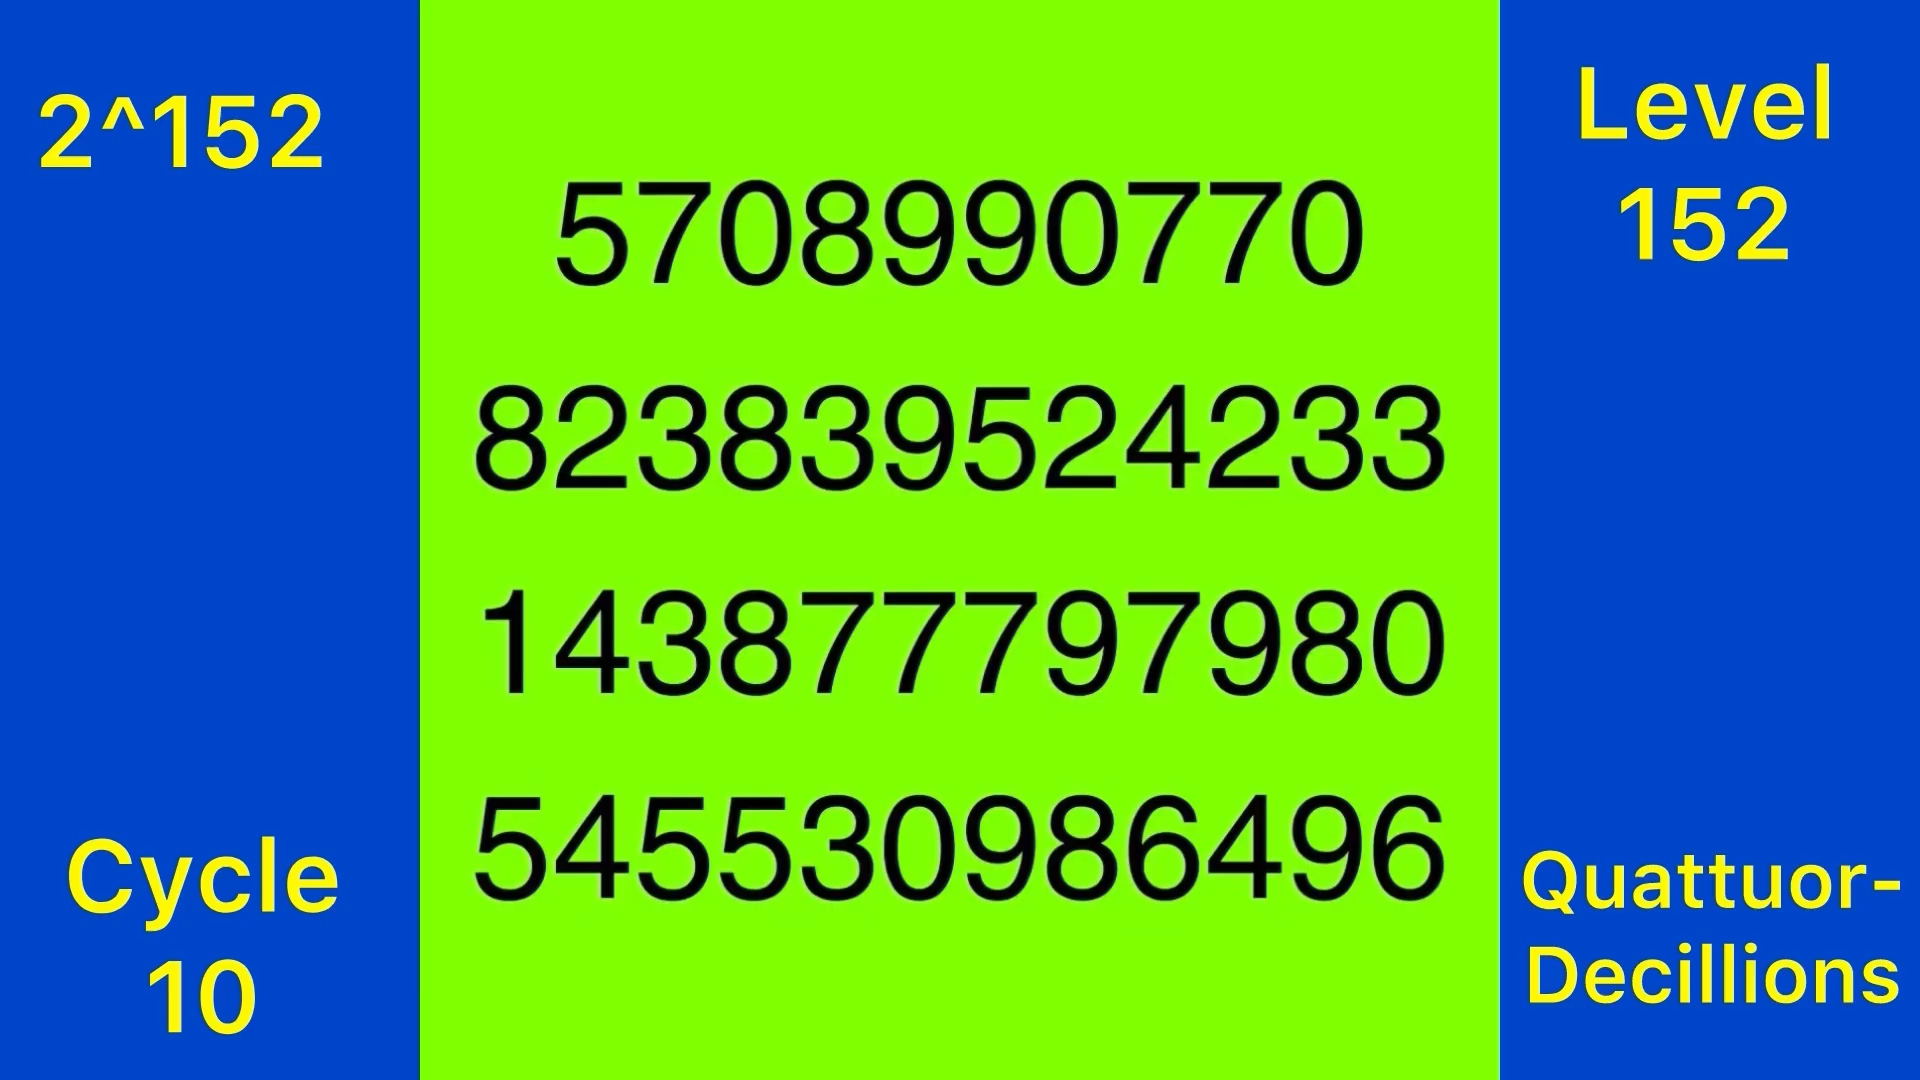 2^152
Level
152
5708990770
823839524233
143877797980
545530986496
Cycle
10
Quattuor-
Decillions